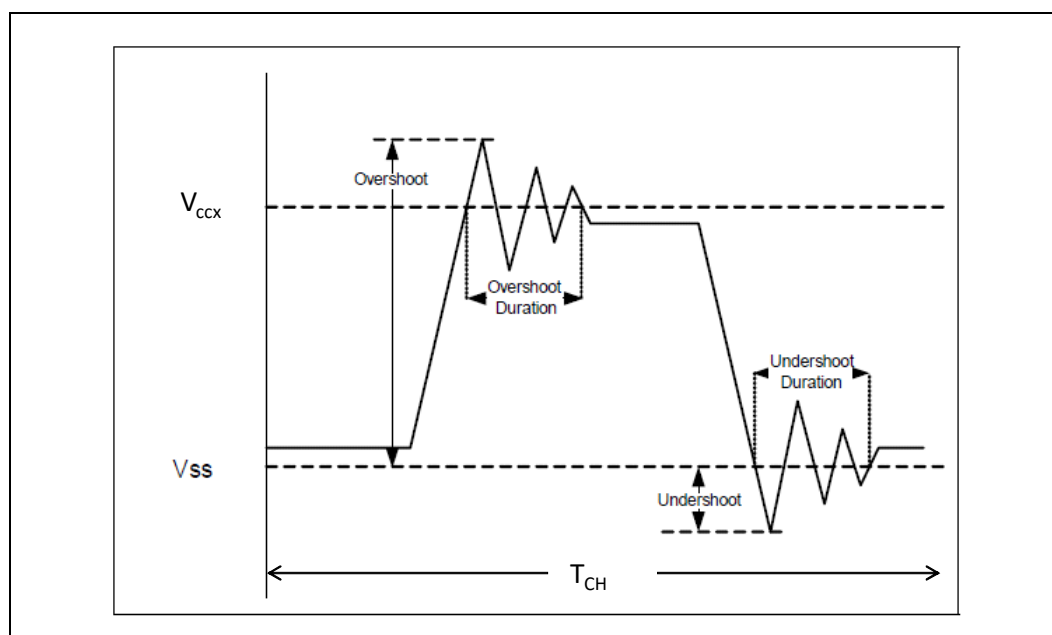 Overshoot
Vccx
Overshoot
Duration
Undershoot
Duration
Vss
Undershoot
TCH